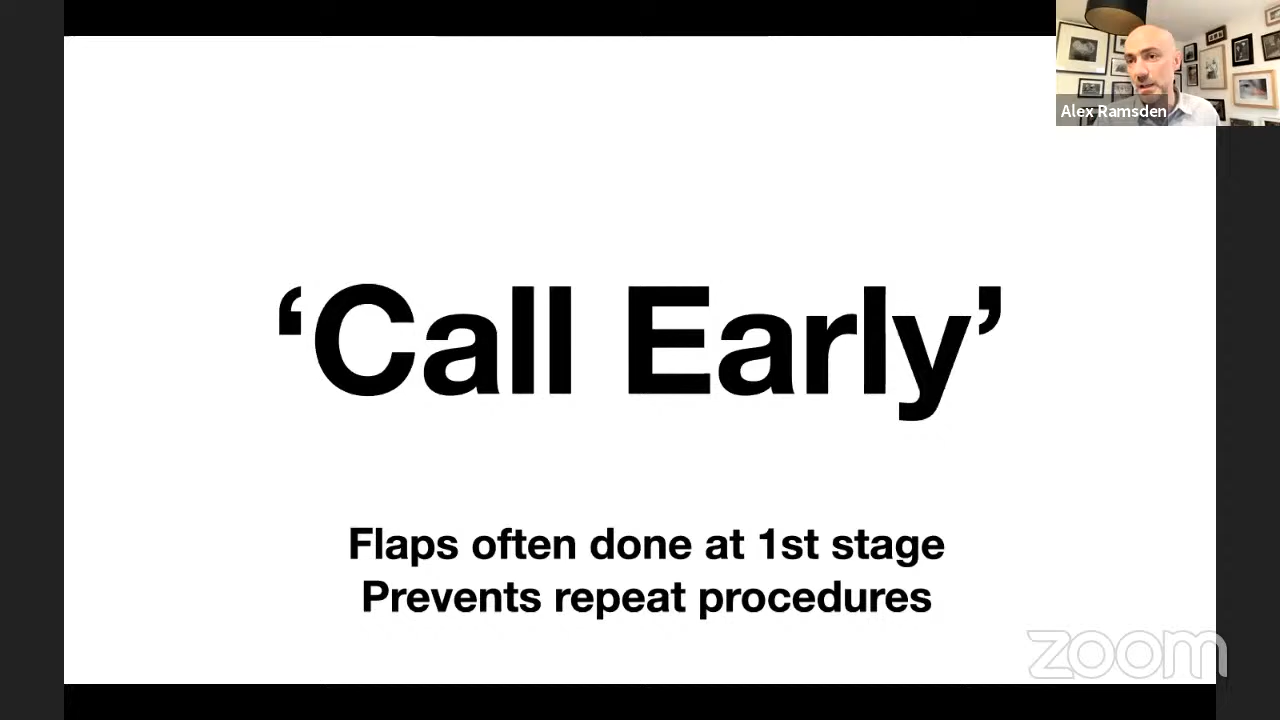 Alex Ramsden
‘Call Early’
Flaps often done at 1st stage
Prevents repeat procedures
zoom